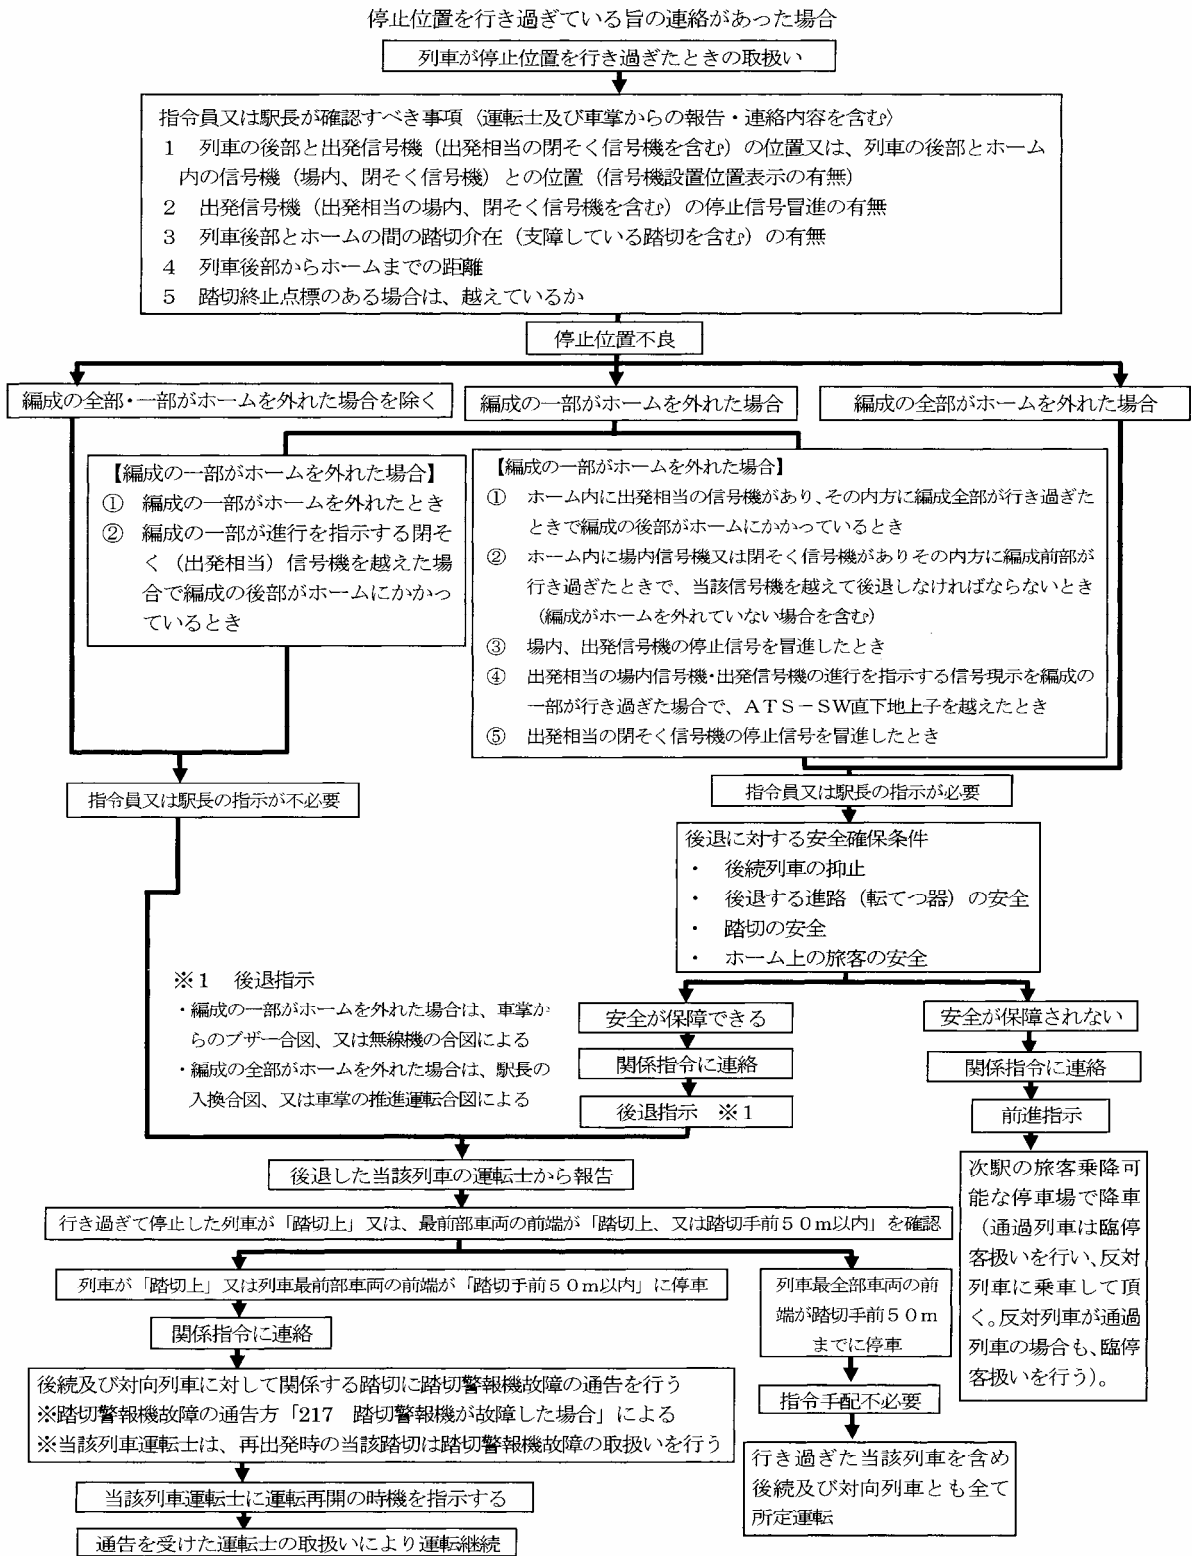 停止位置を行き過ぎている旨の連絡があった場合
列車が停止位置を行き過ぎたときの取扱い
指令員又は駅長が確認すべき事項〈運転士及び車掌からの報告・連絡内容を含む〉
1 列車の後部と出発信号機（出発相当の閉そく信号機を含む）の位置又は、列車の後部とホーム
内の信号機（場内、閉そく信号機）との位置（信号機設置位置表示の有無）
2 出発信号機（出発相当の場内、閉そく信号機を含む）の停止信号冒進の有無
3 列車後部とホームの間の踏切介在（支障している踏切を含む）の有無
4 列車後部からホームまでの距離
5 踏切終止点標のある場合は、越えているか
停止位置不良
編成の全部・一部がホームを外れた場合を除く
編成の一部がホームを外れた場合
編成の全部がホームを外れた場合
【編成の一部がホームを外れた場合】
① 編成の一部がホームを外れたとき
② 編成の一部が進行を指示する閉そ
く（出発相当）信号機を越えた場
合で編成の後部がホームにかかっ
ているとき
【編成の一部がホームを外れた場合】
① ホーム内に出発相当の信号機があり、その内方に編成全部が行き過ぎた
ときで編成の後部がホームにかかっているとき
② ホーム内に場内信号機又は閉そく信号機がありその内方に編成前部が
行き過ぎたときで、当該信号機を越えて後退しなければならないとき
（編成がホームを外れていない場合を含む）
③ 場内、出発信号機の停止信号を冒進したとき
④ 出発相当の場内信号機・出発信号機の進行を指示する信号現示を編成の
一部が行き過ぎた場合で、ATS－SW直下地上子を越えたとき
⑤ 出発相当の閉そく信号機の停止信号を冒進したとき
指令員又は駅長の指示が不必要
指令員又は駅長の指示が必要
後退に対する安全確保条件
・ 後続列車の抑止
・ 後退する進路（転てつ器）の安全
・ 踏切の安全
・ ホーム上の旅客の安全
※1 後退指示
・編成の一部がホームを外れた場合は、車掌か
らのブザー合図、又は無線機の合図による
・編成の全部がホームを外れた場合は、駅長の
入換合図、又は車掌の推進運転合図による
安全が保障できる
関係指令に連絡
後退指示 ※1
安全が保障されない
関係指令に連絡
前進指示
次駅の旅客乗降可
能な停車場で降車
（通過列車は臨停
客扱いを行い、反対
列車に乗車して頂
く。反対列車が通過
列車の場合も、臨停
客扱いを行う）。
後退した当該列車の運転士から報告
行き過ぎて停止した列車が「踏切上」又は、最前部車両の前端が「踏切上、又は踏切手前50m以内」を確認
列車が「踏切上」又は列車最前部車両の前端が「踏切手前50m以内」に停車
関係指令に連絡
後続及び対向列車に対して関係する踏切に踏切警報機故障の通告を行う
※踏切警報機故障の通告方「217 踏切警報機が故障した場合」による
※当該列車運転士は、再出発時の当該踏切は踏切警報機故障の取扱いを行う
当該列車運転士に運転再開の時機を指示する
通告を受けた運転士の取扱いにより運転継続
列車最全部車両の前
端が踏切手前50m
までに停車
指令手配不必要
行き過ぎた当該列車を含め
後続及び対向列車とも全て
所定運転